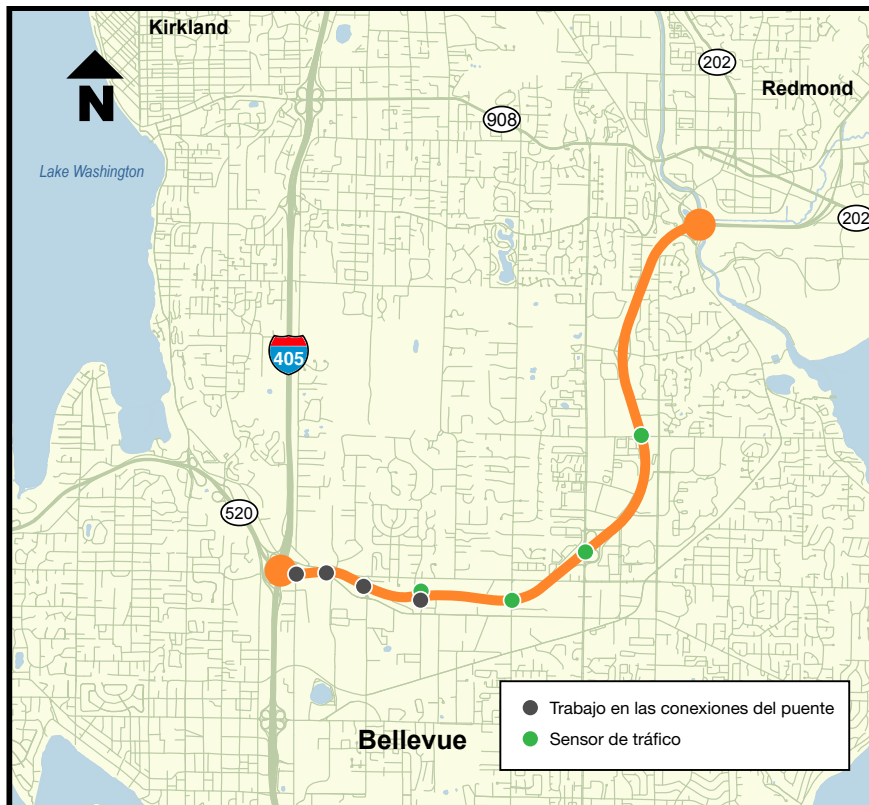 Kirkland
202
N
Redmond
908
Lake Washington
202
405
520
Trabajo en las conexiones del puente
Bellevue
Sensor de tráfico